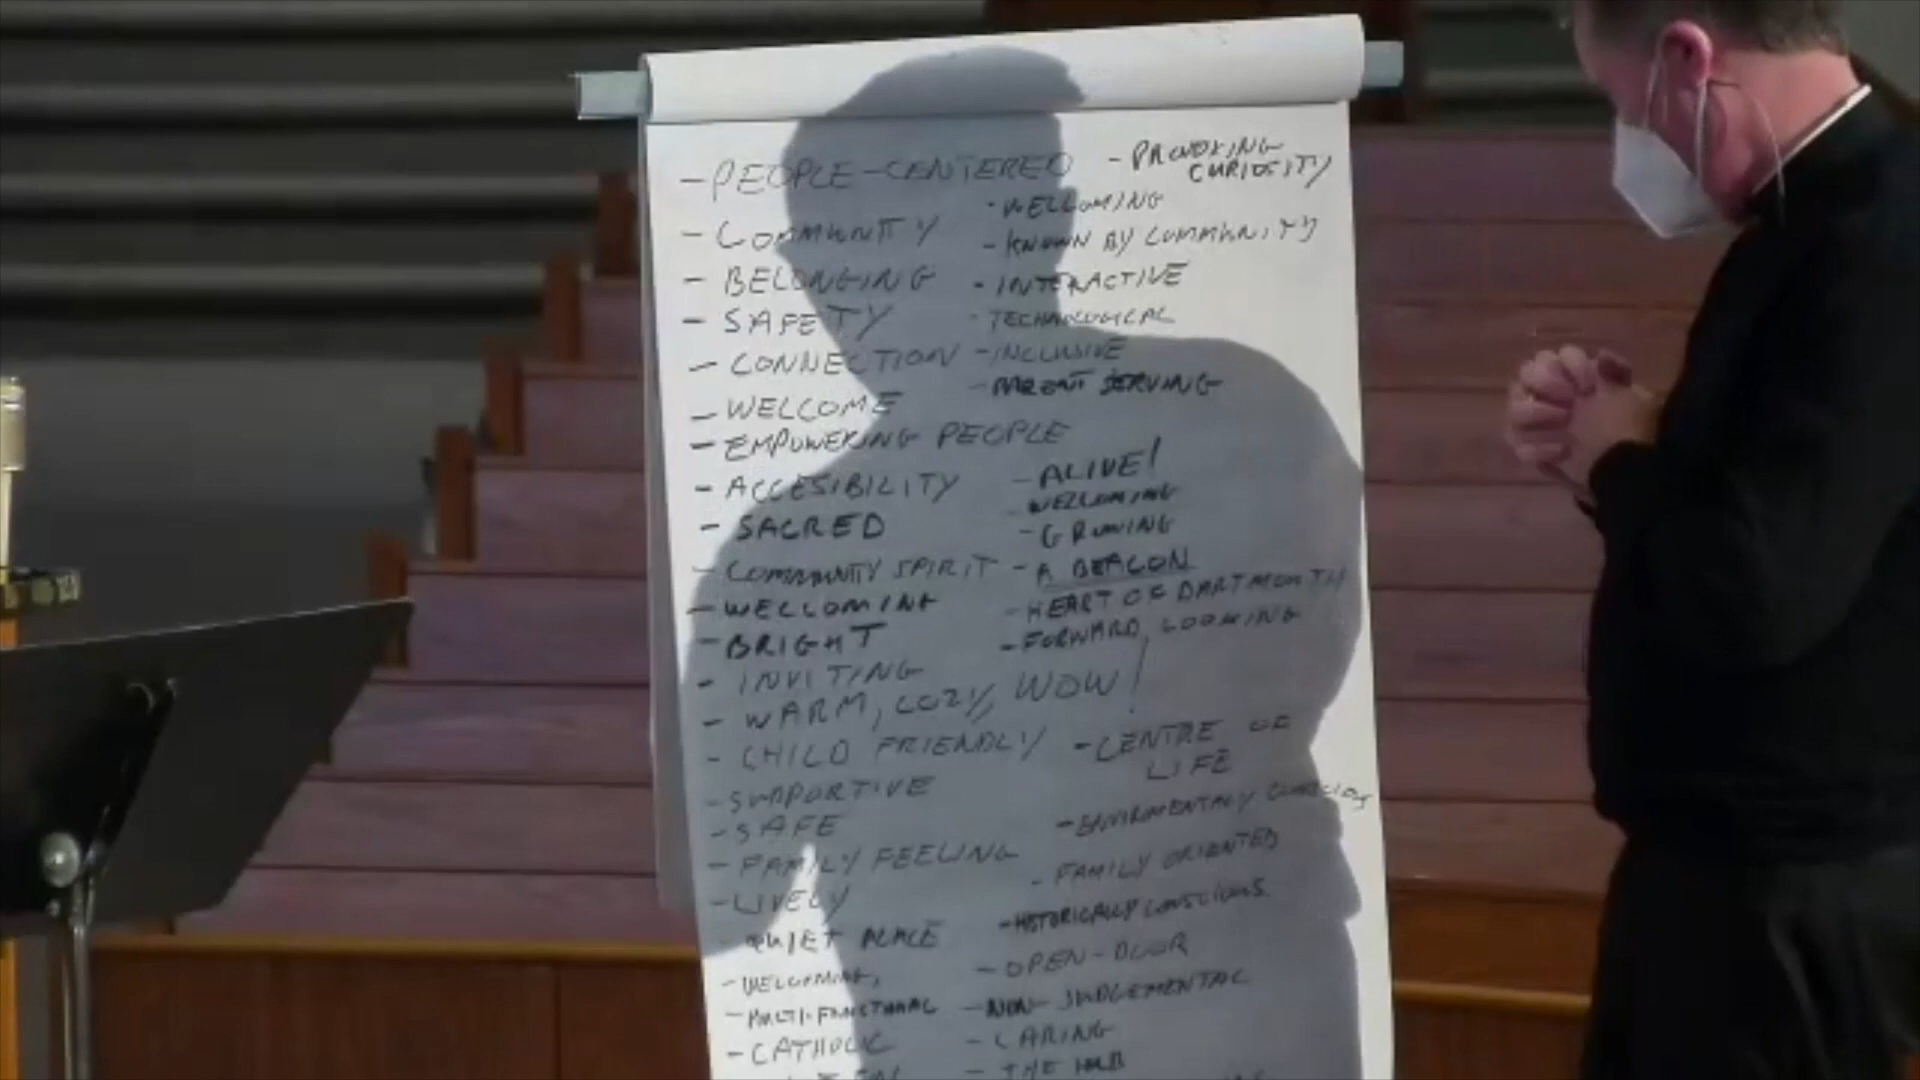 - PEOPLE-CENTERED
- COMMUNITY
- BELONGING
- SAFETY
- CONNECTION
- WELCOME
- EMPOWERING PEOPLE
- ACCESIBILITY
- SACRED
- COMMUNITY SPIRIT
- WELCOMING
- BRIGHT
- INVITING
- WARM, COZY, WOW!
- CHILD FRIENDLY
- SUPPORTIVE
- SAFE
- FAMILY FEELING
- LIVELY
- QUIET PLACE
- WELCOMING,
- MULTI-FUNCTIONAL
- CATHOLIC
- PROVOKING
CURIOSITY
- WELCOMING
- KNOWN BY COMMUNITY
- INTERACTIVE
- TECHNOLOGICAL
- INCLUSIVE
- PARENT SERVING
- ALIVE!
WELCOMING
- GROWING
- A BEACON
- HEART OF DARTMOUTH
- FORWARD, LOOKING
- CENTRE OF
LIFE
- ENVIRONMENTALY CONSCIOUS
- FAMILY ORIENTED
- HISTORICALLY CONSCIOUS
- OPEN-DOOR
- NON-JUDGEMENTAL
- CARING
- THE HUB